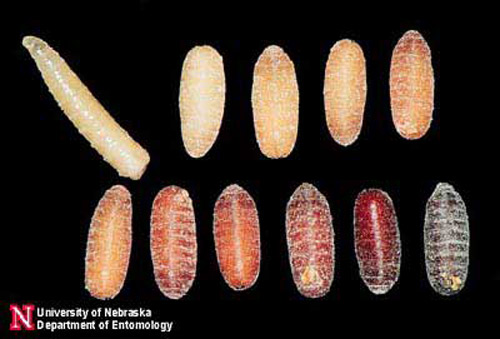 N University of Nebraska
Department of Entomology